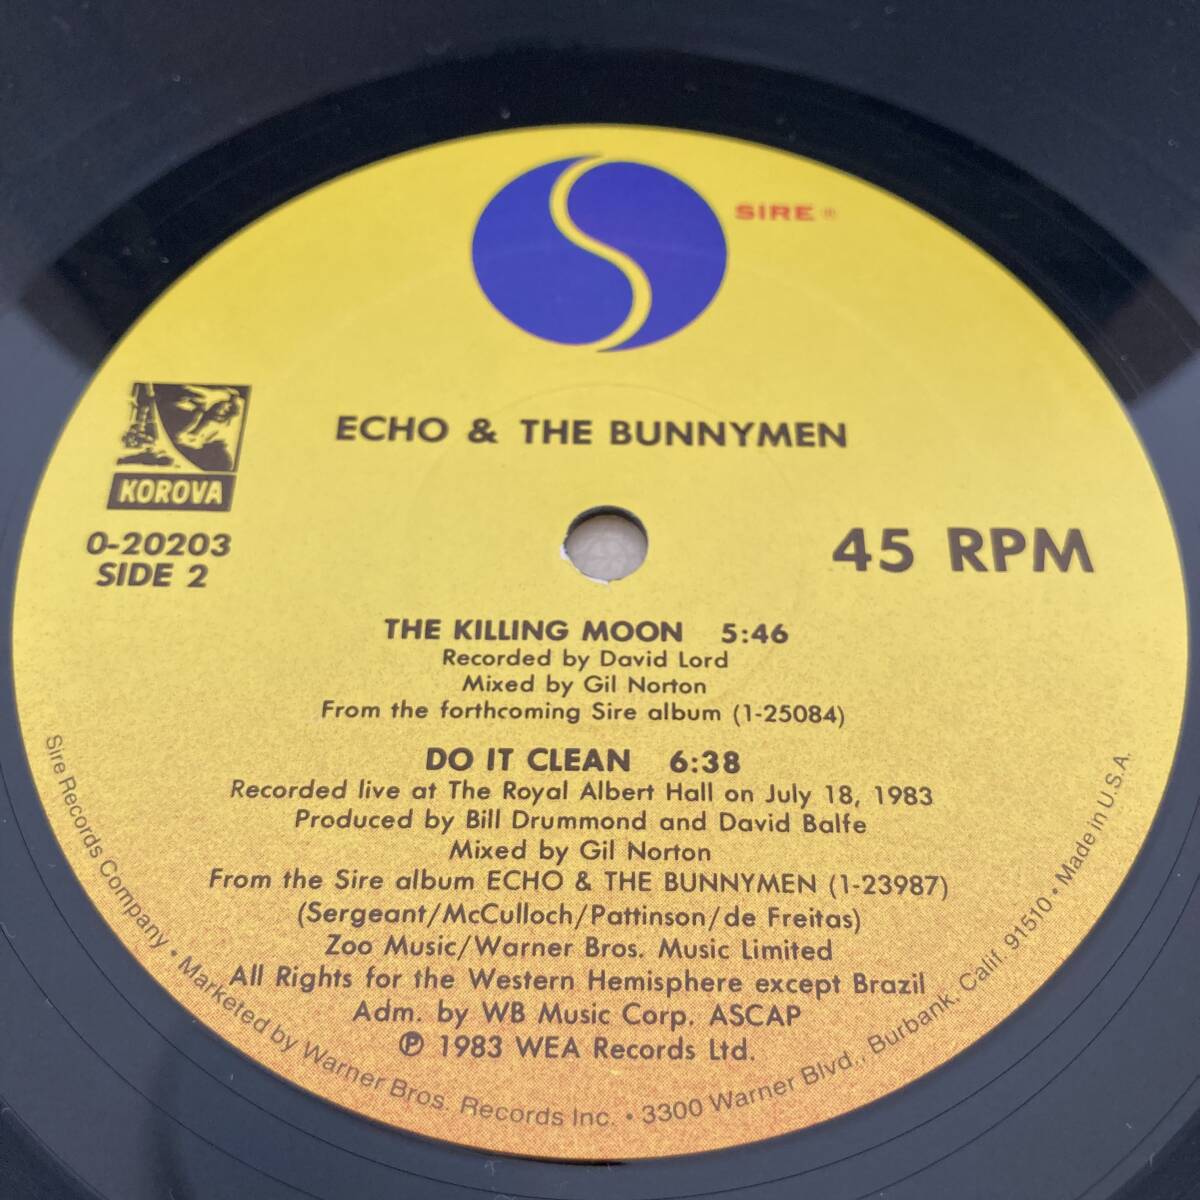 SIRE ®
ECHO & THE BUNNYMEN
KOROVA
0-20203
SIDE 2
45 RPM
THE KILLING MOON 5:46
Recorded by David Lord
Mixed by Gil Norton
From the forthcoming Sire album (1-25084)
DO IT CLEAN 6:38
Recorded live at The Royal Albert Hall on July 18, 1983
Produced by Bill Drummond and David Balfe
Mixed by Gil Norton
From the Sire album ECHO & THE BUNNYMEN (1-23987)
(Sergeant/McCulloch/Pattinson/de Freitas)
Zoo Music/Warner Bros. Music Limited
All Rights for the Western Hemisphere except Brazil
Adm. by WB Music Corp. ASCAP
℗ 1983 WEA Records Ltd.
Sire Records Company • Marketed by Warner Bros. Records Inc. • 3300 Warner Blvd., Burbank, Calif. 91510 • Made in U.S.A.